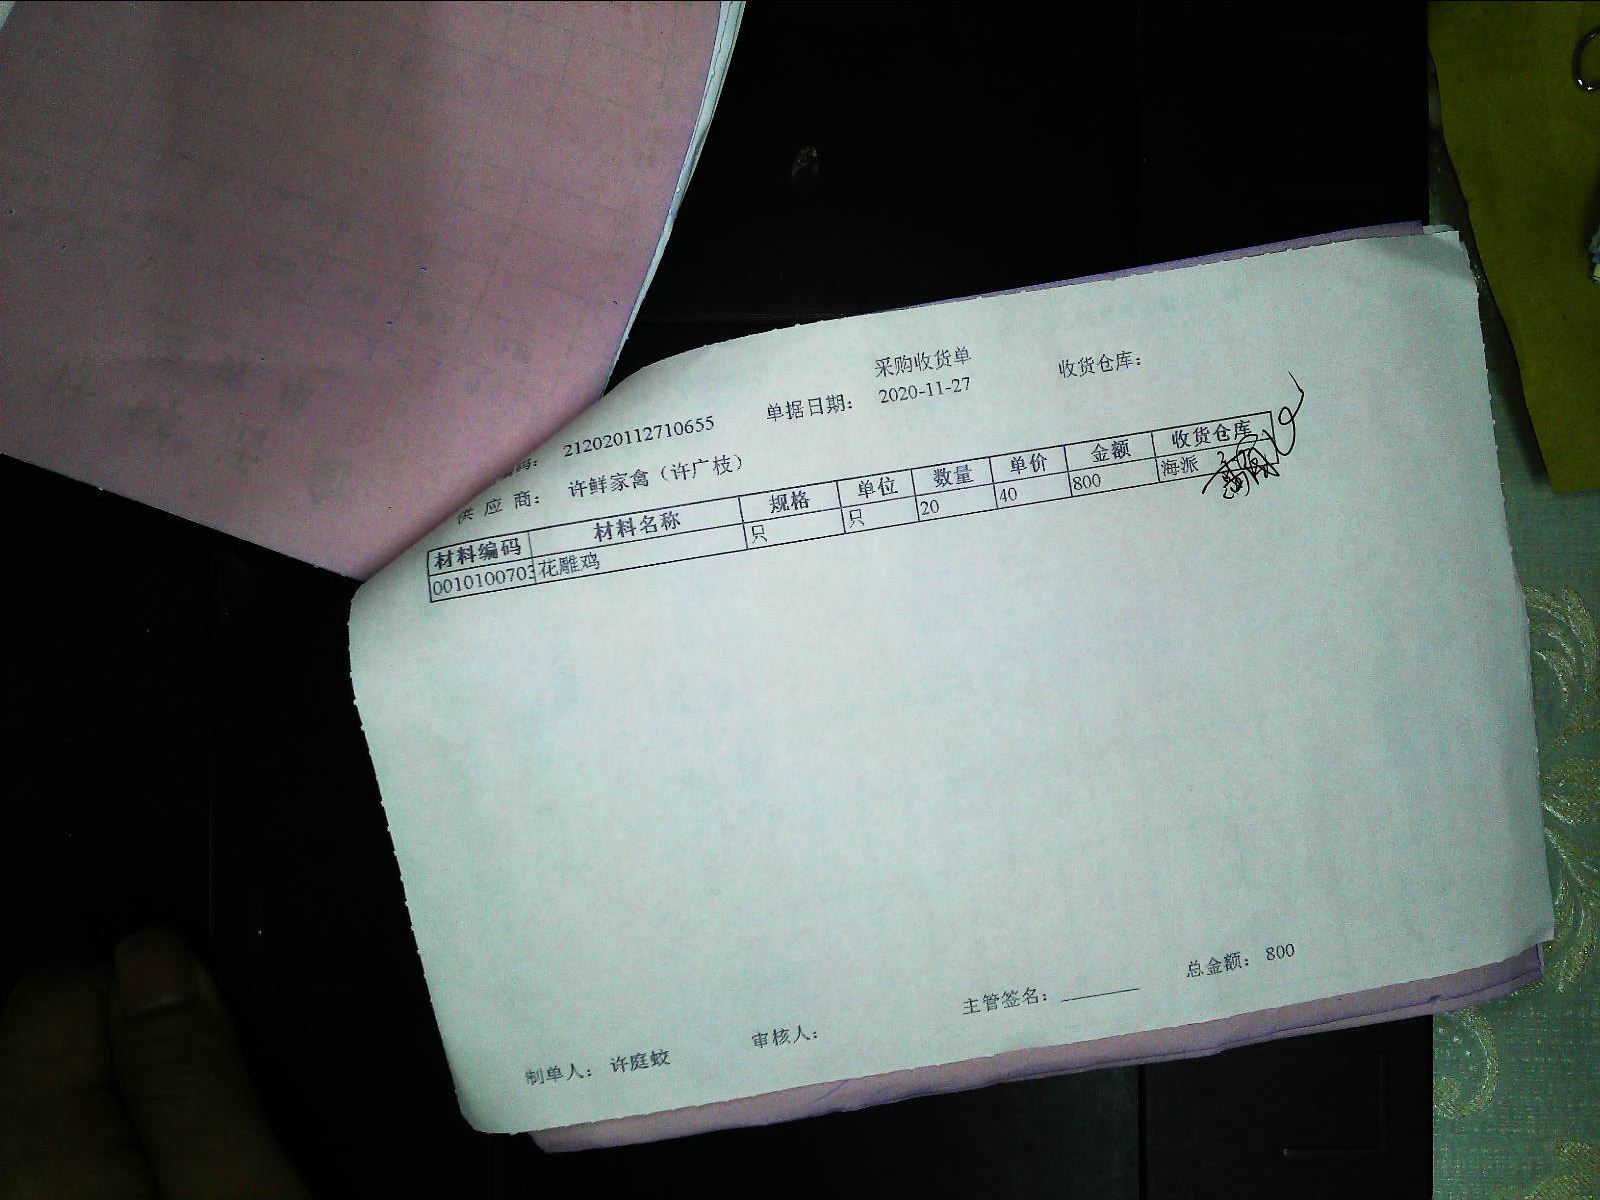 采购收货单
码： 212020112710655 单据日期： 2020-11-27 收货仓库：
供 应 商： 许鲜家禽（许广枝）
材料编码 材料名称 规格 单位 数量 单价 金额 收货仓库
0010100703 花雕鸡 只 只 20 40 800 海派
总金额： 800
制单人： 许庭蛟 审核人： 主管签名：